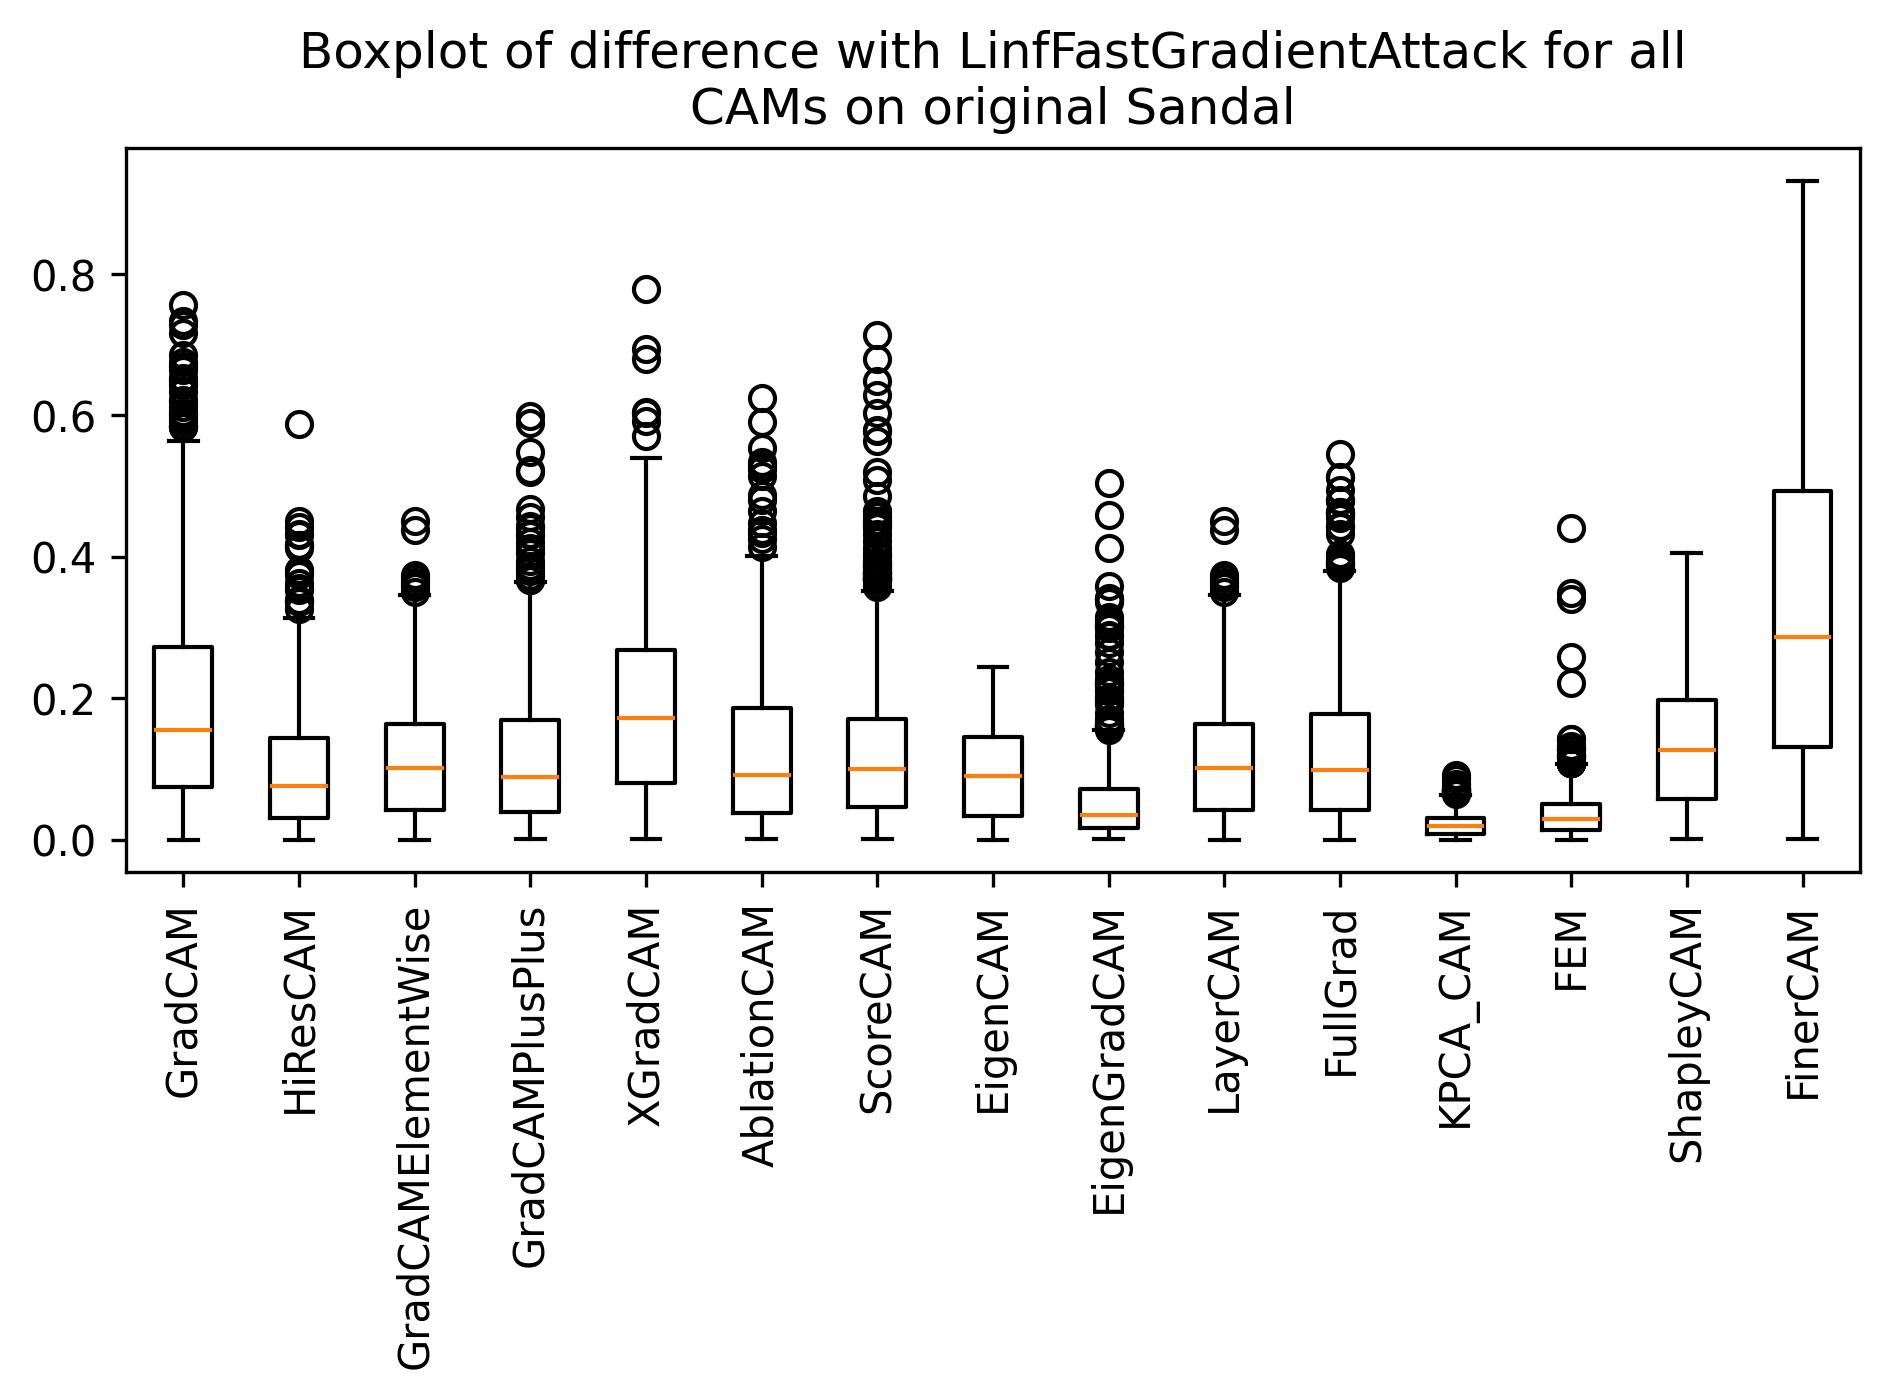 Boxplot of difference with LinfFastGradientAttack for all
CAMs on original Sandal
0.8
0.6
0.4
0.2
0.0
GradCAM
HiResCAM
GradCAMElementWise
GradCAMPlusPlus
XGradCAM
AblationCAM
ScoreCAM
EigenCAM
EigenGradCAM
LayerCAM
FullGrad
KPCA_CAM
FEM
ShapleyCAM
FinerCAM